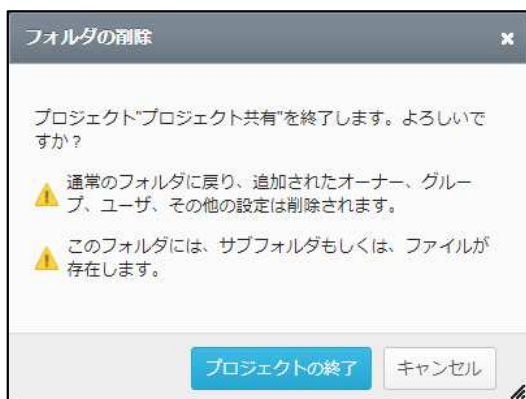 フォルダの削除
プロジェクト"プロジェクト共有"を終了します。よろしいで
すか？
通常のフォルダに戻り、追加されたオーナー、グルー
プ、ユーザ、その他の設定は削除されます。
このフォルダには、サブフォルダもしくは、ファイルが
存在します。
プロジェクトの終了 キャンセル